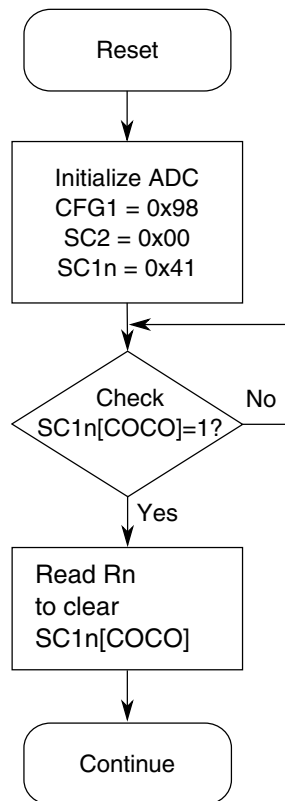 Reset
Initialize ADC
CFG1 = 0x98
SC2 = 0x00
SC1n = 0x41
Check
SC1n[COCO]=1?
No
Yes
Read Rn
to clear
SC1n[COCO]
Continue